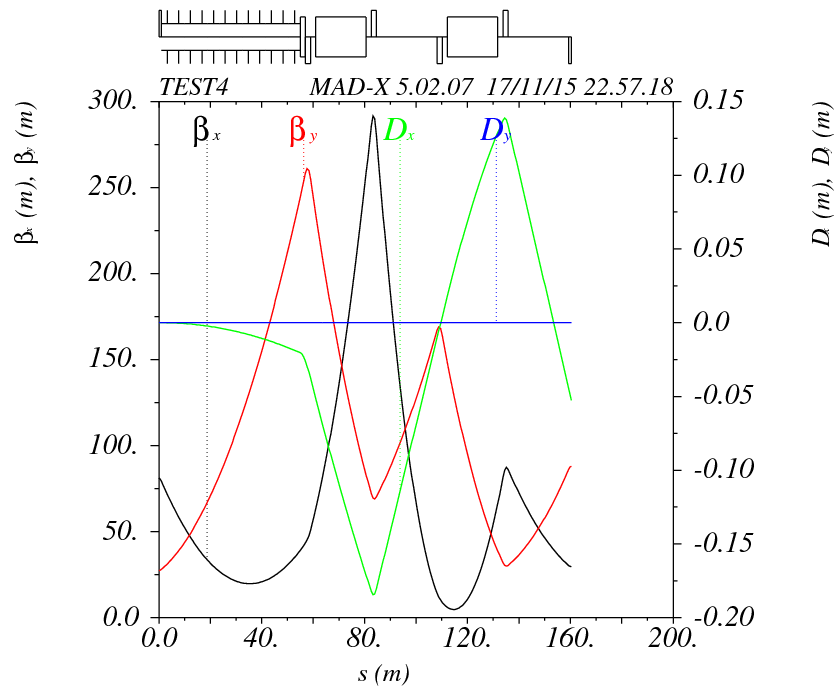 TEST4 MAD-X 5.02.07 17/11/15 22.57.18
300.
250.
200.
150.
100.
50.
0.0
βx (m), βy (m)
βx
βy
Dx
Dy
0.15
0.10
0.05
0.0
-0.05
-0.10
-0.15
-0.20
Dx (m), Dy (m)
0.0 40. 80. 120. 160. 200.
s (m)